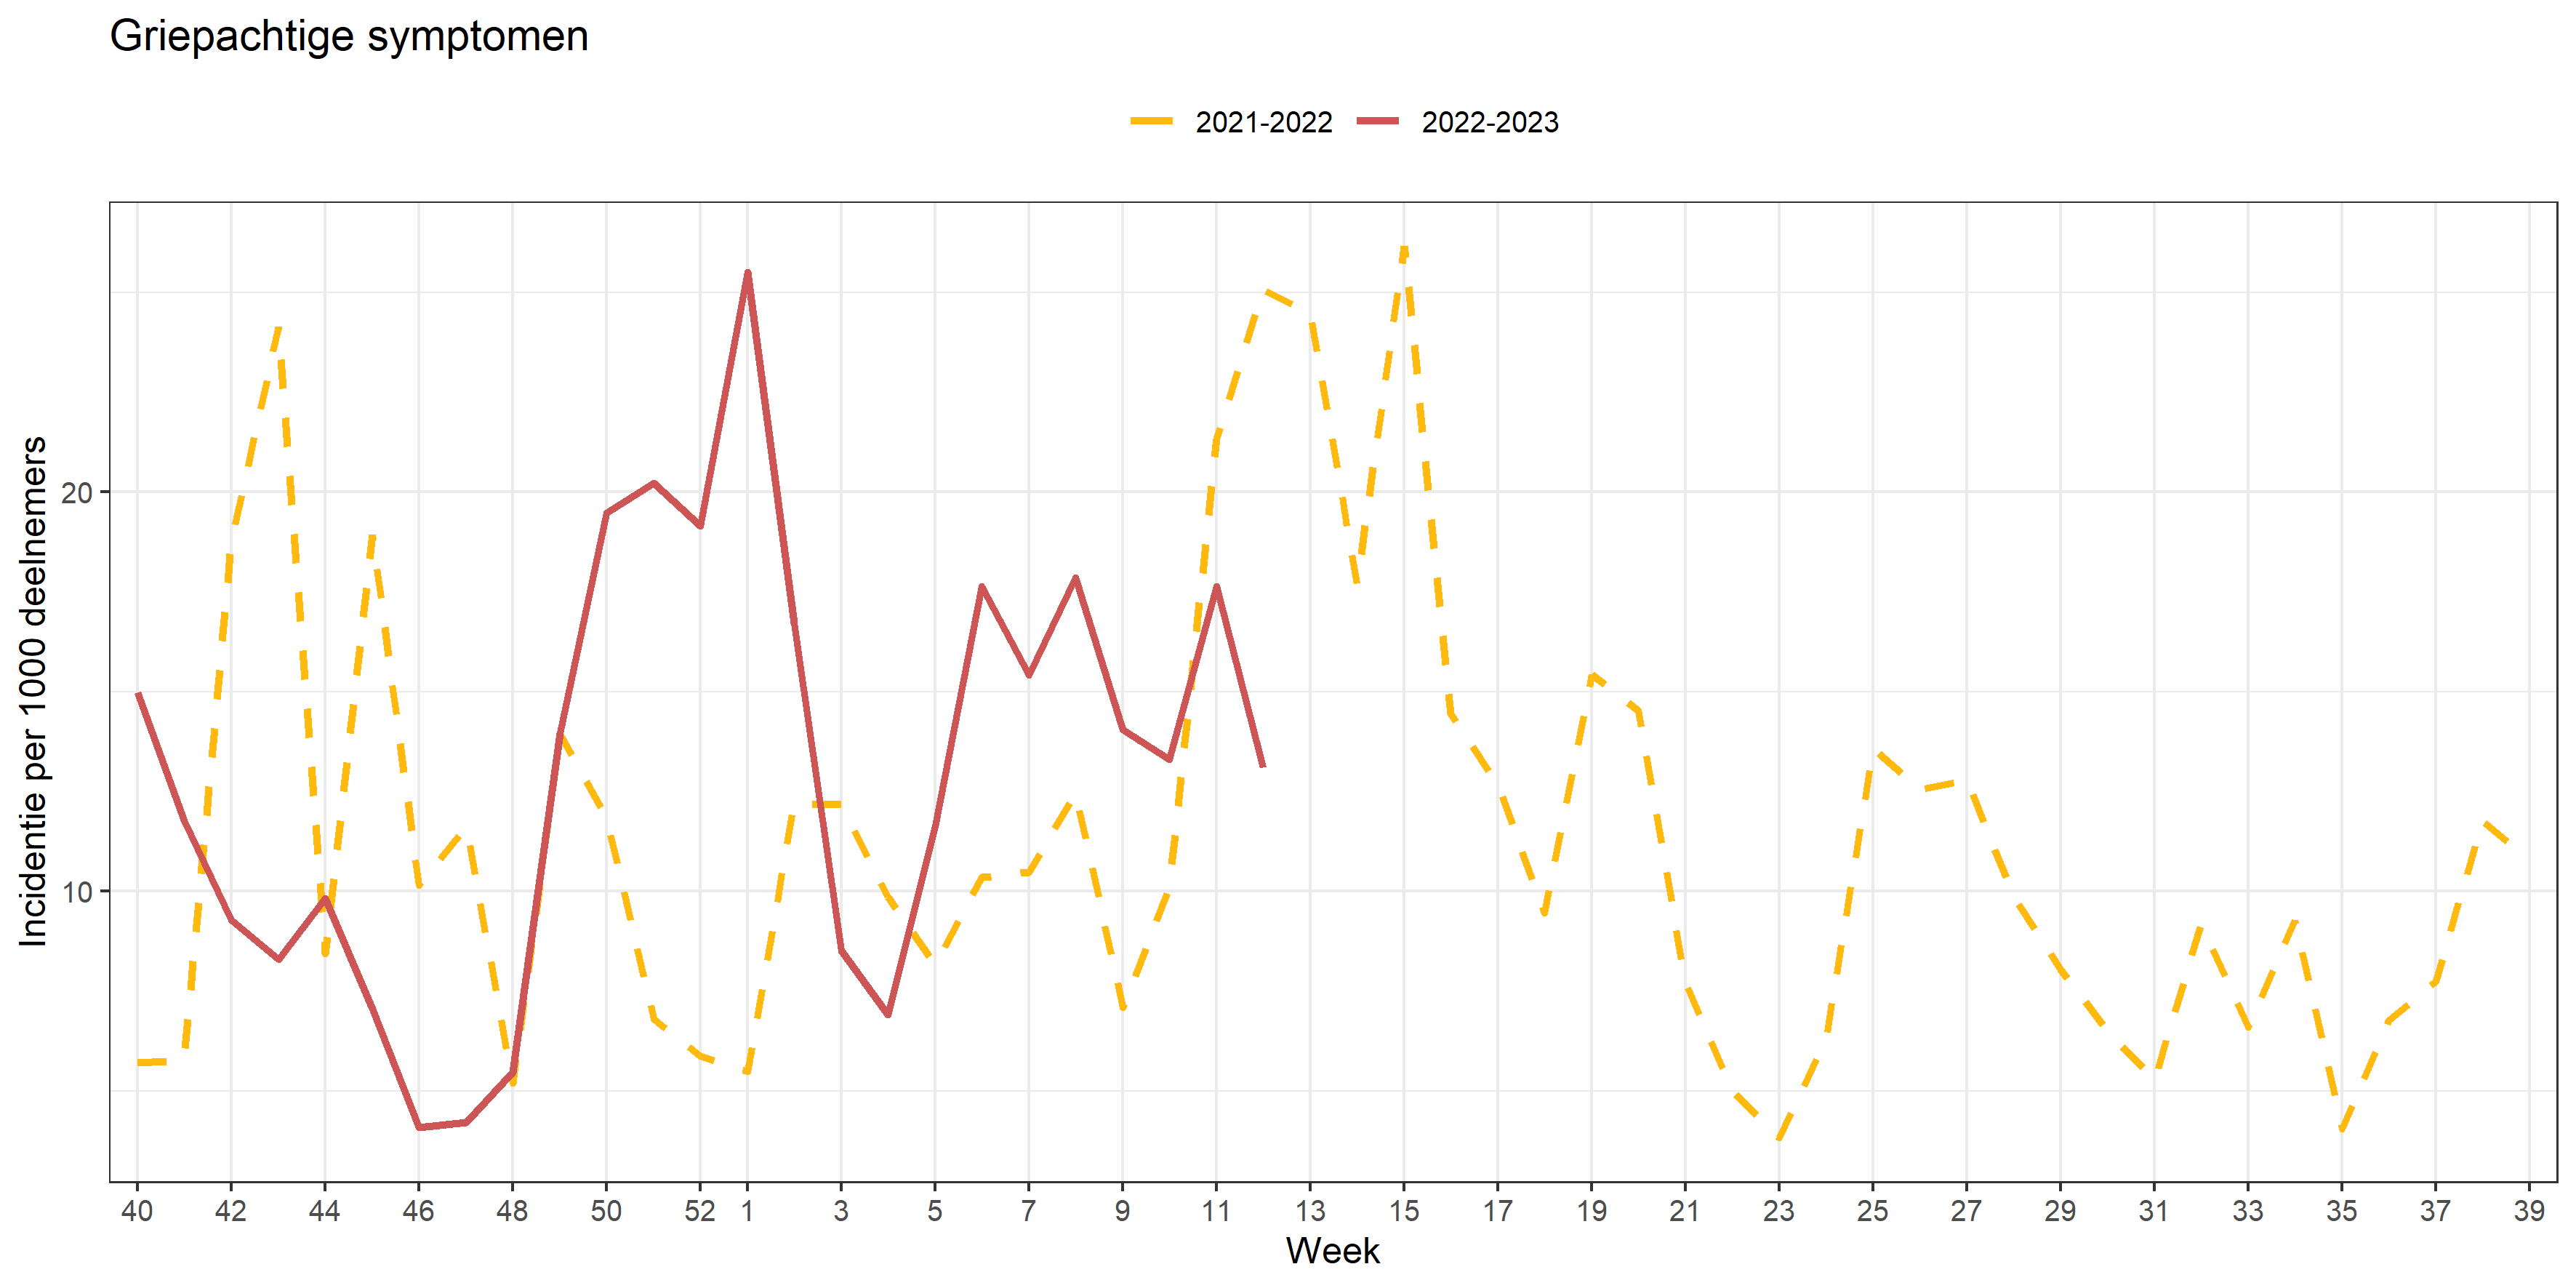 Griepachtige symptomen
2021-2022 2022-2023
Incidentie per 1000 deelnemers
20
10
40 42 44 46 48 50 52 1 3 5 7 9 11 13 15 17 19 21 23 25 27 29 31 33 35 37 39
Week